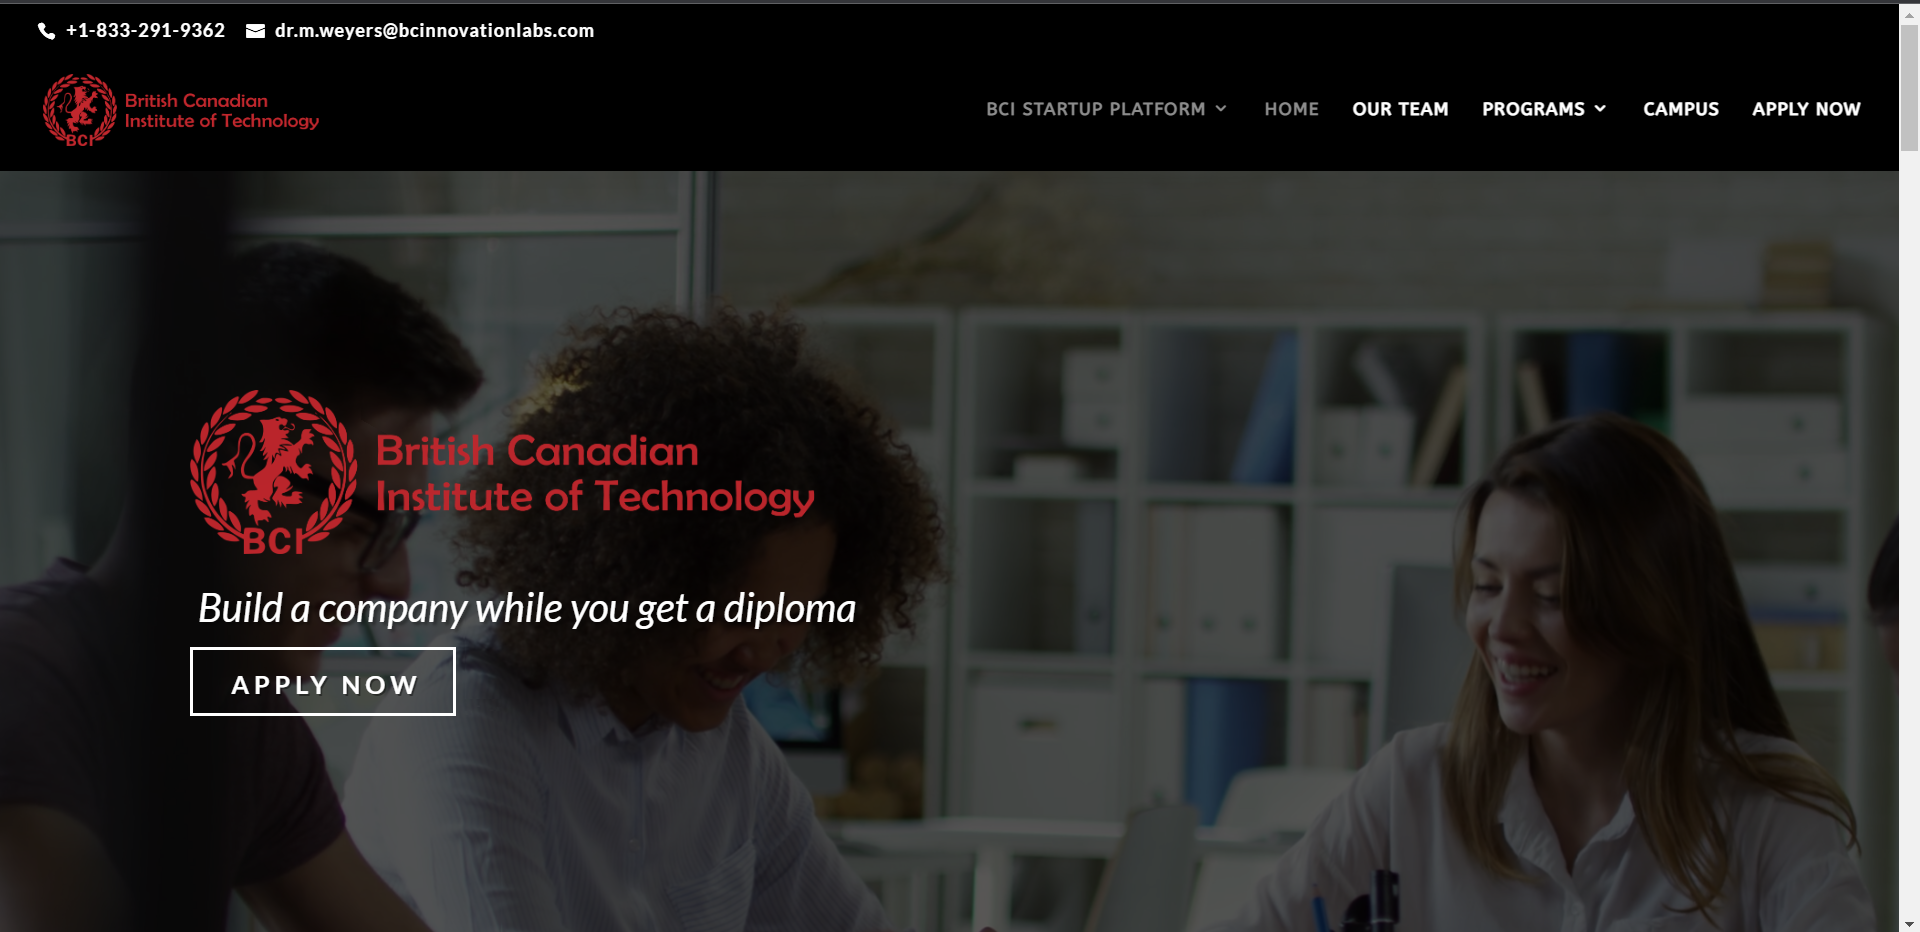 +1-833-291-9362 dr.m.weyers@bcinnovationlabs.com
British Canadian
Institute of Technology
BCI
BCI STARTUP PLATFORM HOME OUR TEAM PROGRAMS CAMPUS APPLY NOW
British Canadian
Institute of Technology
BCI
Build a company while you get a diploma
APPLY NOW